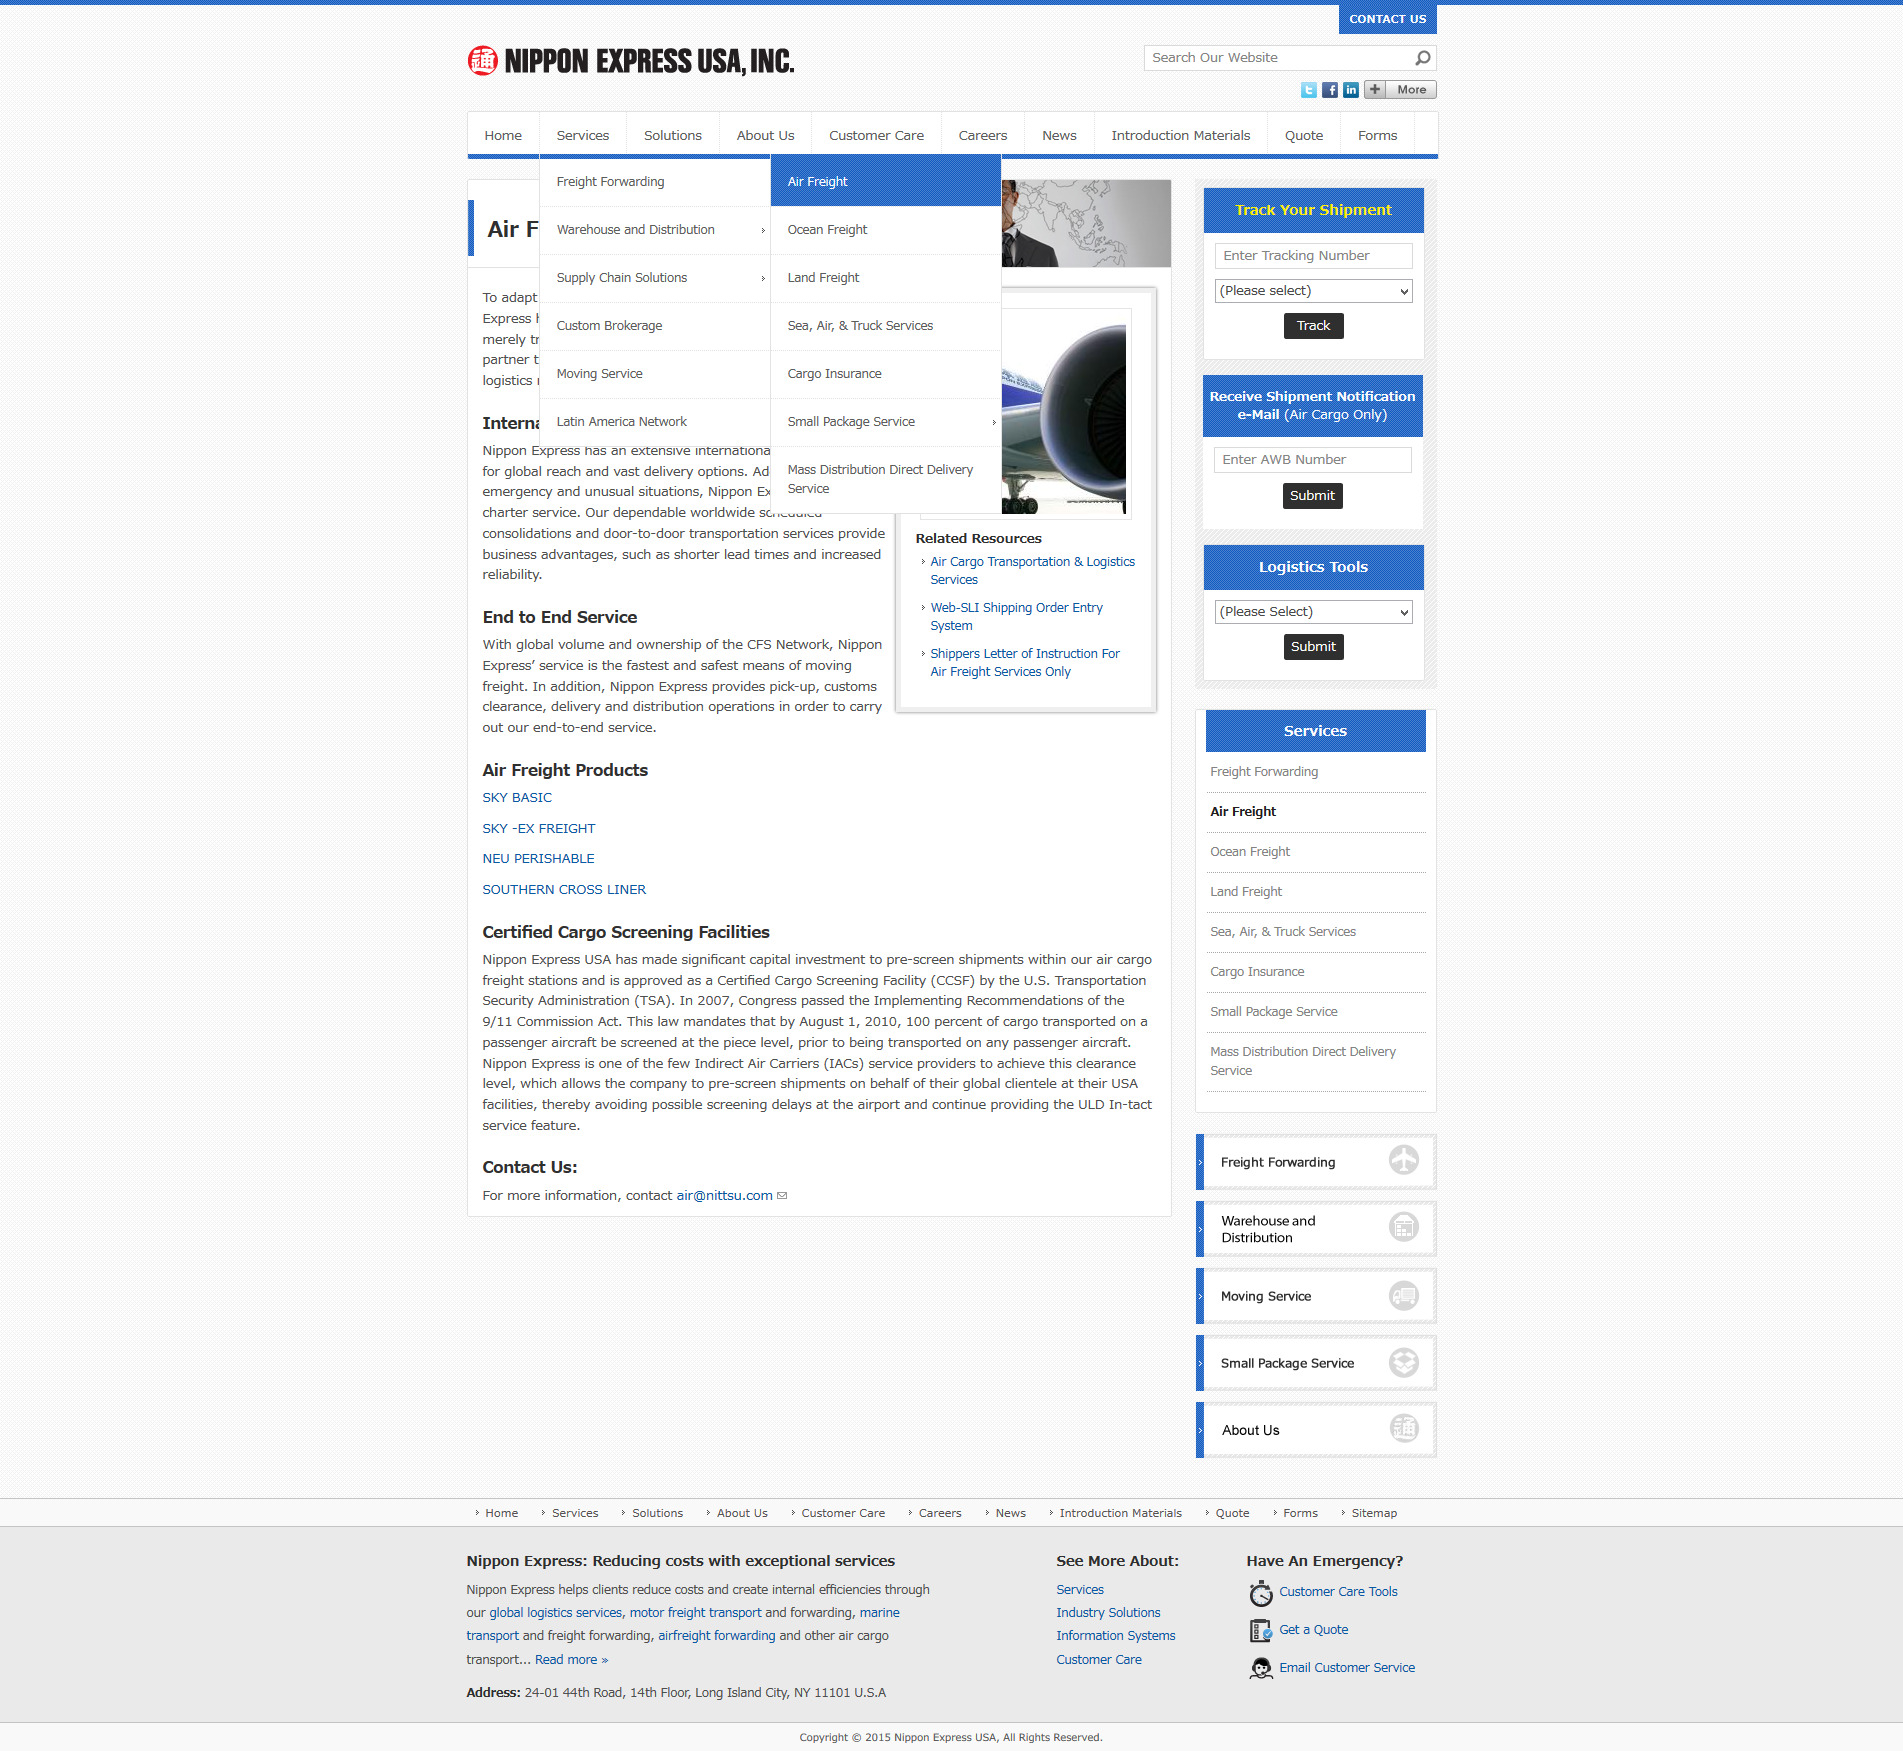 CONTACT US
NIPPON EXPRESS USA, INC.
Search Our Website
More
Home Services Solutions About Us Customer Care Careers News Introduction Materials Quote Forms
Freight Forwarding
Warehouse and Distribution
Supply Chain Solutions
Custom Brokerage
Moving Service
Latin America Network
Air Freight
Ocean Freight
Land Freight
Sea, Air, & Truck Services
Cargo Insurance
Small Package Service
Mass Distribution Direct Delivery
Service
Air F
To adapt
Express
merely
partner
logistics
Interna
Nippon Express has an extensive internationa
for global reach and vast delivery options. Ad
emergency and unusual situations, Nippon Ex
charter service. Our dependable worldwide scheduled
consolidations and door-to-door transportation services provide
business advantages, such as shorter lead times and increased
reliability.
End to End Service
With global volume and ownership of the CFS Network, Nippon
Express’ service is the fastest and safest means of moving
freight. In addition, Nippon Express provides pick-up, customs
clearance, delivery and distribution operations in order to carry
out our end-to-end service.
Related Resources
Air Cargo Transportation & Logistics
Services
Web-SLI Shipping Order Entry
System
Shippers Letter of Instruction For
Air Freight Services Only
Air Freight Products
SKY BASIC
SKY -EX FREIGHT
NEU PERISHABLE
SOUTHERN CROSS LINER
Certified Cargo Screening Facilities
Nippon Express USA has made significant capital investment to pre-screen shipments within our air cargo
freight stations and is approved as a Certified Cargo Screening Facility (CCSF) by the U.S. Transportation
Security Administration (TSA). In 2007, Congress passed the Implementing Recommendations of the
9/11 Commission Act. This law mandates that by August 1, 2010, 100 percent of cargo transported on a
passenger aircraft be screened at the piece level, prior to being transported on any passenger aircraft.
Nippon Express is one of the few Indirect Air Carriers (IACs) service providers to achieve this clearance
level, which allows the company to pre-screen shipments on behalf of their global clientele at their USA
facilities, thereby avoiding possible screening delays at the airport and continue providing the ULD In-tact
service feature.
Contact Us:
For more information, contact air@nittsu.com
Track Your Shipment
Enter Tracking Number
(Please select)
Track
Receive Shipment Notification
e-Mail (Air Cargo Only)
Enter AWB Number
Submit
Logistics Tools
(Please Select)
Submit
Services
Freight Forwarding
Air Freight
Ocean Freight
Land Freight
Sea, Air, & Truck Services
Cargo Insurance
Small Package Service
Mass Distribution Direct Delivery
Service
Freight Forwarding
Warehouse and
Distribution
Moving Service
Small Package Service
About Us
Home Services Solutions About Us Customer Care Careers News Introduction Materials Quote Forms Sitemap
Nippon Express: Reducing costs with exceptional services
Nippon Express helps clients reduce costs and create internal efficiencies through
our global logistics services, motor freight transport and forwarding, marine
transport and freight forwarding, airfreight forwarding and other air cargo
transport... Read more »
Address: 24-01 44th Road, 14th Floor, Long Island City, NY 11101 U.S.A
See More About:
Services
Industry Solutions
Information Systems
Customer Care
Have An Emergency?
Customer Care Tools
Get a Quote
Email Customer Service
Copyright © 2015 Nippon Express USA, All Rights Reserved.